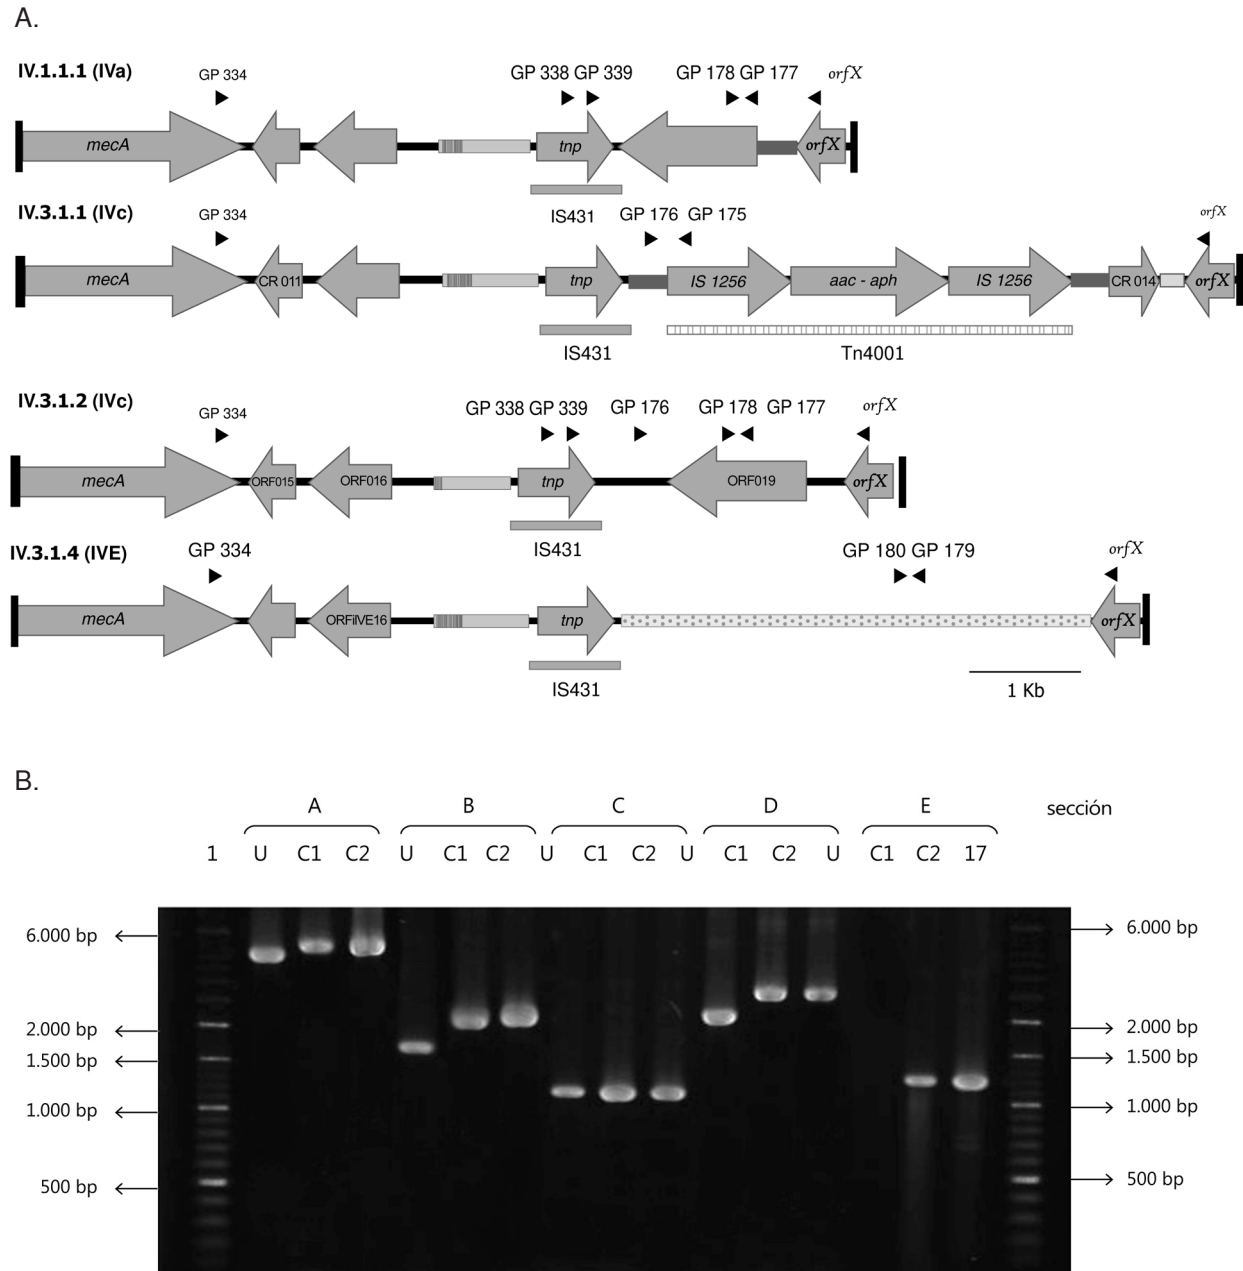 A.
IV.1.1.1 (IVa)
GP 334
GP 338 GP 339
GP 178 GP 177
orfX
mecA
tnp
orfX
IS431
IV.3.1.1 (IVc)
GP 334
GP 176
GP 175
orfX
mecA
CR 011
tnp
IS 1256
aac - aph
IS 1256
CR 014
orfX
IS431
Tn4001
IV.3.1.2 (IVc)
GP 334
GP 338 GP 339
GP 176
GP 178
GP 177
orfX
mecA
ORF015
ORF016
tnp
ORF019
orfX
IS431
IV.3.1.4 (IVE)
GP 334
GP 180 GP 179
orfX
mecA
ORFiIVE16
tnp
orfX
IS431
1 Kb
B.
A B C D E sección
1 U C1 C2 U C1 C2 U C1 C2 U C1 C2 U C1 C2 17
6.000 bp
2.000 bp
1.500 bp
1.000 bp
500 bp
6.000 bp
2.000 bp
1.500 bp
1.000 bp
500 bp